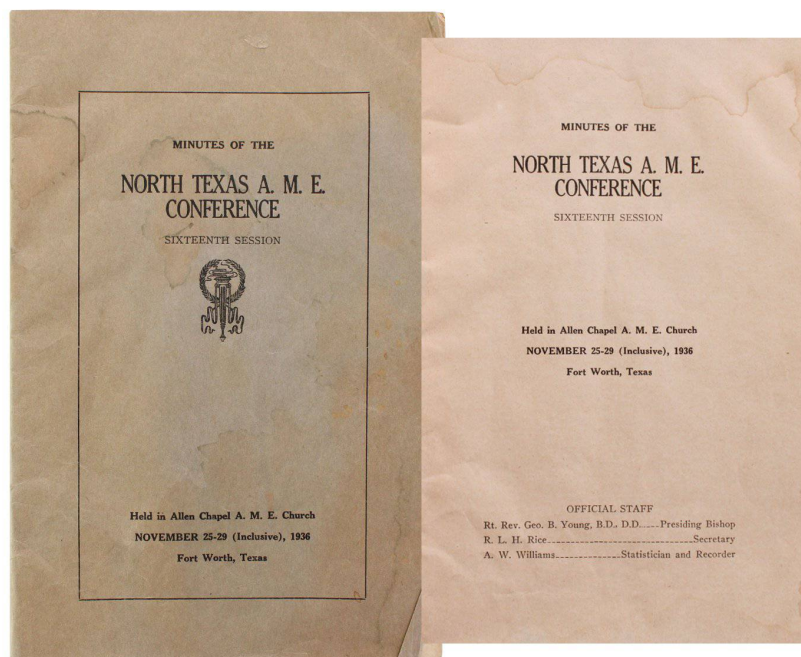 MINUTES OF THE
NORTH TEXAS A. M. E.
CONFERENCE
SIXTEENTH SESSION
Held in Allen Chapel A. M. E. Church
NOVEMBER 25-29 (Inclusive), 1936
Fort Worth, Texas
MINUTES OF THE
NORTH TEXAS A. M. E.
CONFERENCE
SIXTEENTH SESSION
Held in Allen Chapel A. M. E. Church
NOVEMBER 25-29 (Inclusive), 1936
Fort Worth, Texas
OFFICIAL STAFF
Rt. Rev. Geo. B. Young, B.D., D.D.-----Presiding Bishop
R. L. H. Rice-----------------------------------Secretary
A. W. Williams----------------Statistician and Recorder